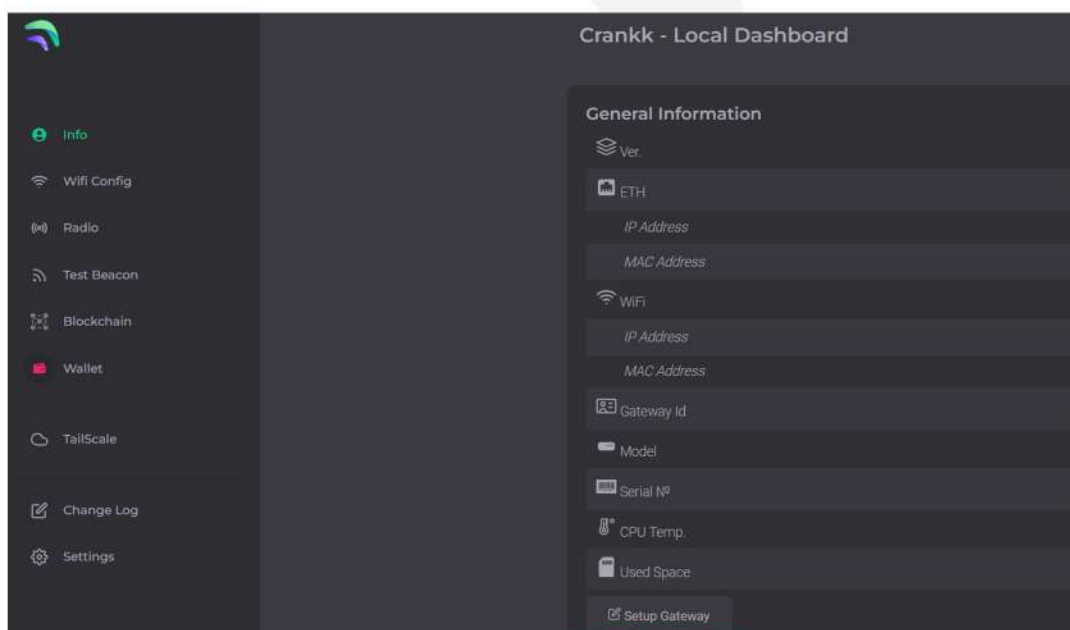 Crankk - Local Dashboard
Info
Wifi Config
Radio
Test Beacon
Blockchain
Wallet
TailScale
Change Log
Settings
General Information
Ver.
ETH
IP Address
MAC Address
WiFi
IP Address
MAC Address
Gateway Id
Model
Serial Nº
CPU Temp.
Used Space
Setup Gateway